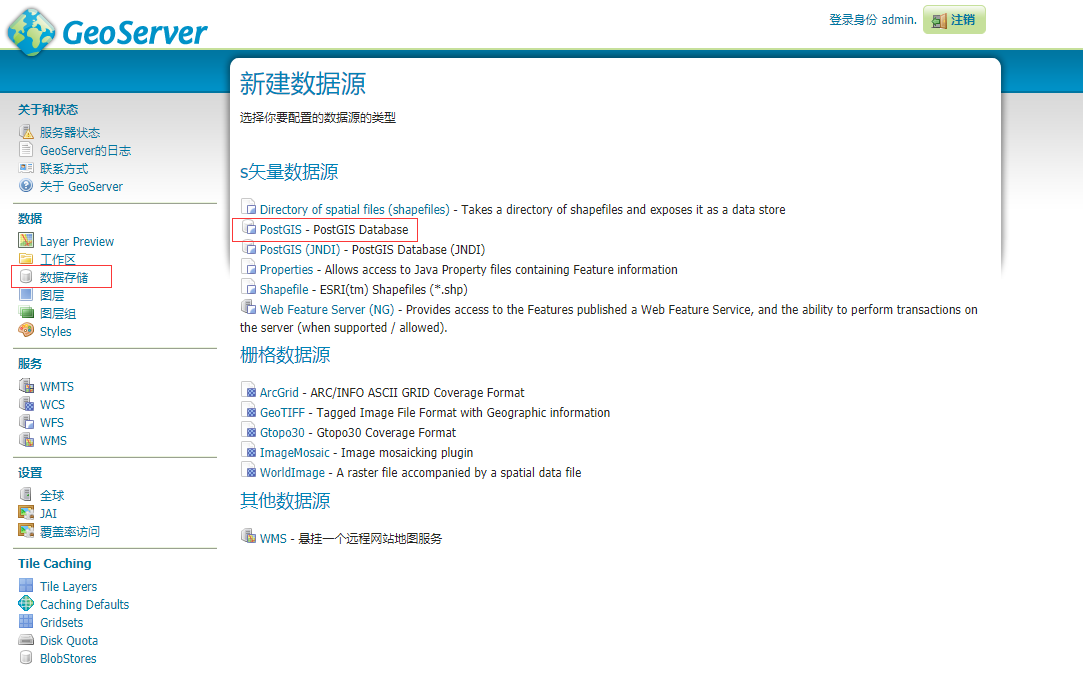 GeoServer
登录身份 admin.
注销
关于和状态
服务器状态
GeoServer的日志
联系方式
关于 GeoServer
数据
Layer Preview
工作区
数据存储
图层
图层组
Styles
服务
WMTS
WCS
WFS
WMS
设置
全球
JAI
覆盖率访问
Tile Caching
Tile Layers
Caching Defaults
Gridsets
Disk Quota
BlobStores
新建数据源
选择你要配置的数据源的类型
s矢量数据源
Directory of spatial files (shapefiles) - Takes a directory of shapefiles and exposes it as a data store
PostGIS - PostGIS Database
PostGIS (JNDI) - PostGIS Database (JNDI)
Properties - Allows access to Java Property files containing Feature information
Shapefile - ESRI(tm) Shapefiles (*.shp)
Web Feature Server (NG) - Provides access to the Features published a Web Feature Service, and the ability to perform transactions on
the server (when supported / allowed).
栅格数据源
ArcGrid - ARC/INFO ASCII GRID Coverage Format
GeoTIFF - Tagged Image File Format with Geographic information
Gtopo30 - Gtopo30 Coverage Format
ImageMosaic - Image mosaicking plugin
WorldImage - A raster file accompanied by a spatial data file
其他数据源
WMS - 悬挂一个远程网站地图服务